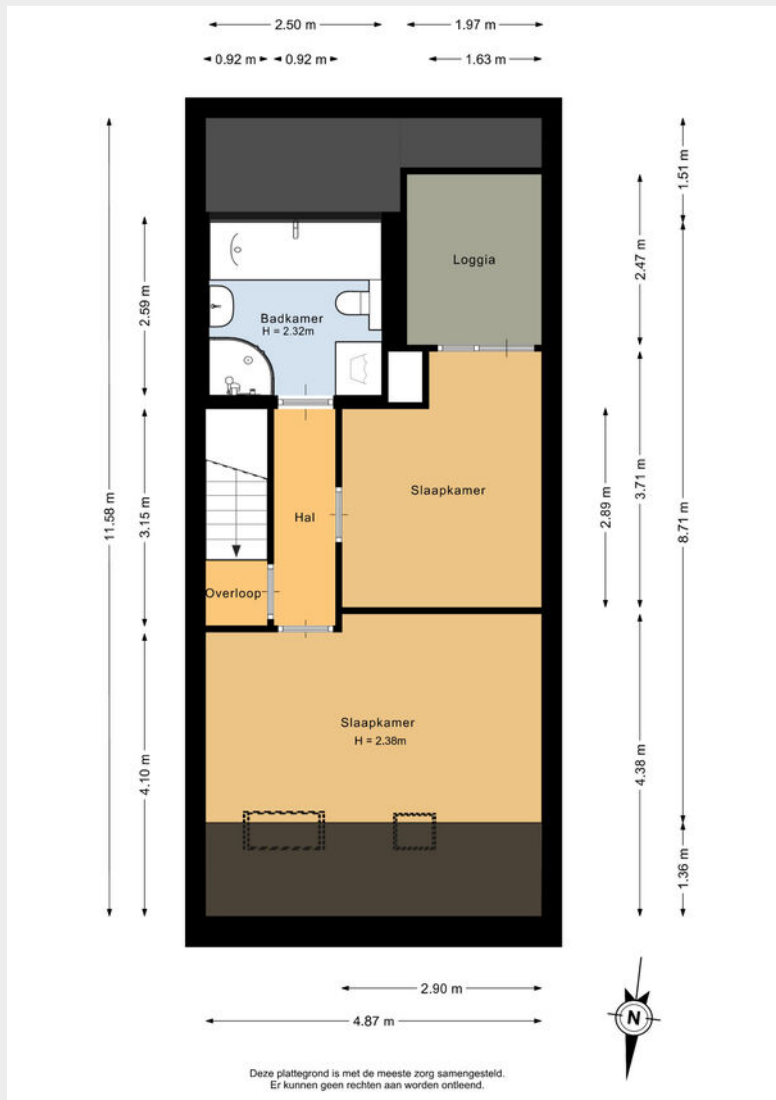 2.50 m
1.97 m
0.92 m
0.92 m
1.63 m
1.51 m
2.47 m
Loggia
2.59 m
Badkamer
H = 2.32m
11.58 m
3.15 m
Slaapkamer
Hal
2.89 m
3.71 m
8.71 m
Overloop
Slaapkamer
H = 2.38m
4.10 m
4.38 m
1.36 m
2.90 m
4.87 m
N
Deze plattegrond is met de meeste zorg samengesteld.
Er kunnen geen rechten aan worden ontleend.